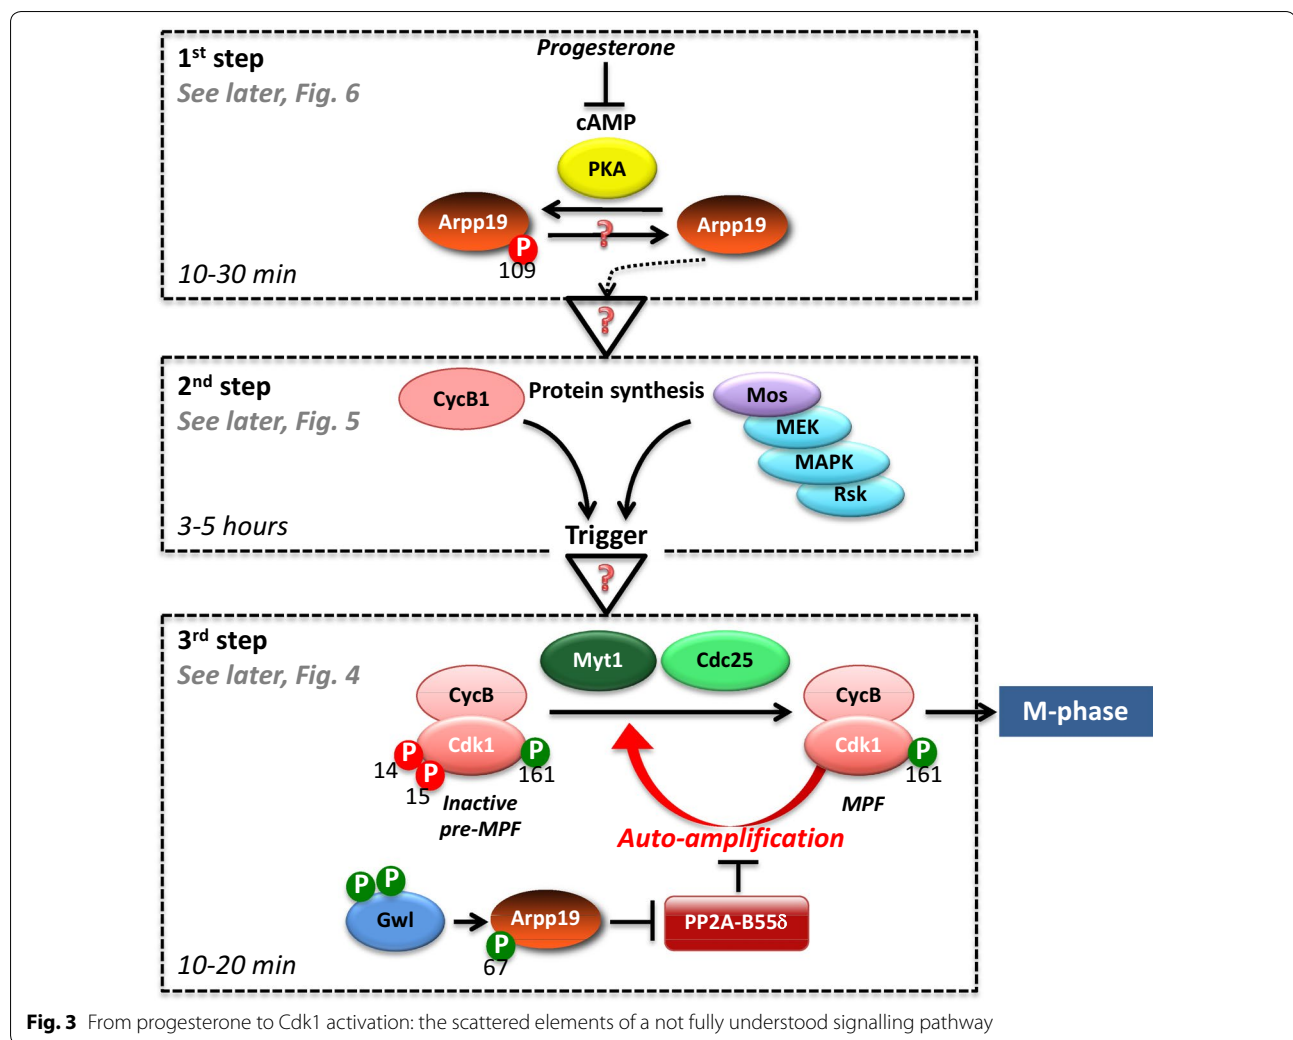 1st step
See later, Fig. 6
Progesterone
cAMP
PKA
Arpp19
P
109
?
Arpp19
10-30 min
?
2nd step
See later, Fig. 5
CycB1
Protein synthesis
Mos
MEK
MAPK
Rsk
3-5 hours
Trigger
?
3rd step
See later, Fig. 4
Myt1
Cdc25
CycB
Cdk1
P
14
P
15
P
161
Inactive
pre-MPF
CycB
Cdk1
P
161
MPF
M-phase
Auto-amplification
P
P
Gwl
Arpp19
P
67
PP2A-B55δ
10-20 min
Fig. 3 From progesterone to Cdk1 activation: the scattered elements of a not fully understood signalling pathway